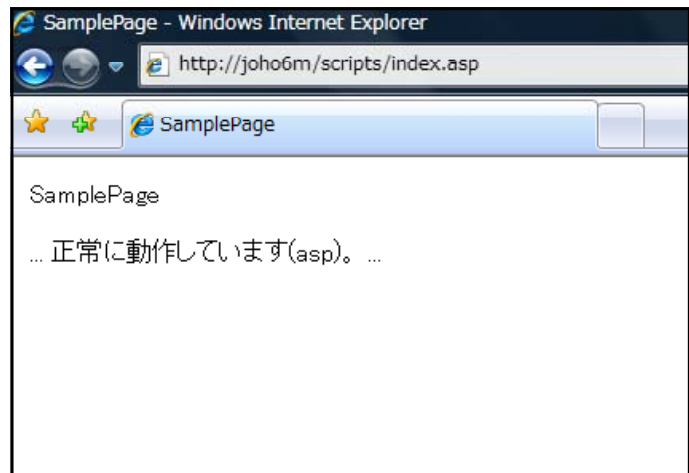 SamplePage - Windows Internet Explorer
http://joho6m/scripts/index.asp
SamplePage
SamplePage
... 正常に動作しています(asp)。 ...